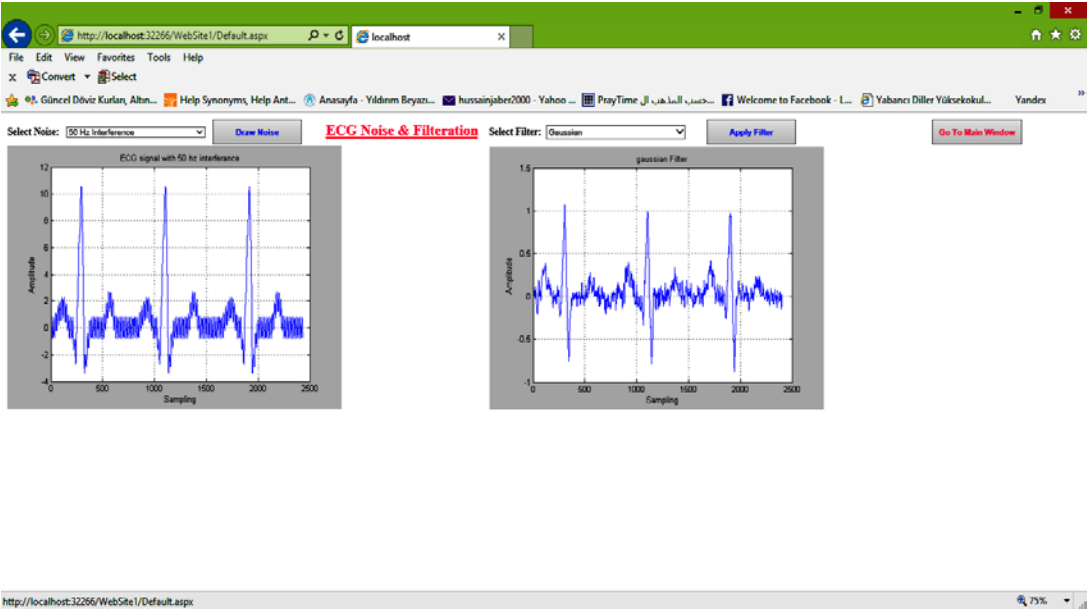 http://localhost:32266/WebSite1/Default.aspx
localhost
File Edit View Favorites Tools Help
x Convert Select
Güncel Döviz Kurları, Altın... Help Synonyms, Help Ant... Anasayfa - Yıldırım Beyazı... hussainjaber2000 - Yahoo ... PrayTime حسب المذهب ال... Welcome to Facebook - L... Yabancı Diller Yüksekokul... Yandex
Select Noise: 50 Hz Interference Draw Noise ECG Noise & Filteration Select Filter: Gaussian Apply Filter Go To Main Window
ECG signal with 50 hz interferance
12
10
8
6
4
2
0
-2
-4
Amplitude
0 500 1000 1500 2000 2500
Sampling
gaussian Filter
1.5
1
0.5
0
-0.5
-1
Amplitude
0 500 1000 1500 2000 2500
Sampling
http://localhost:32266/WebSite1/Default.aspx
75%